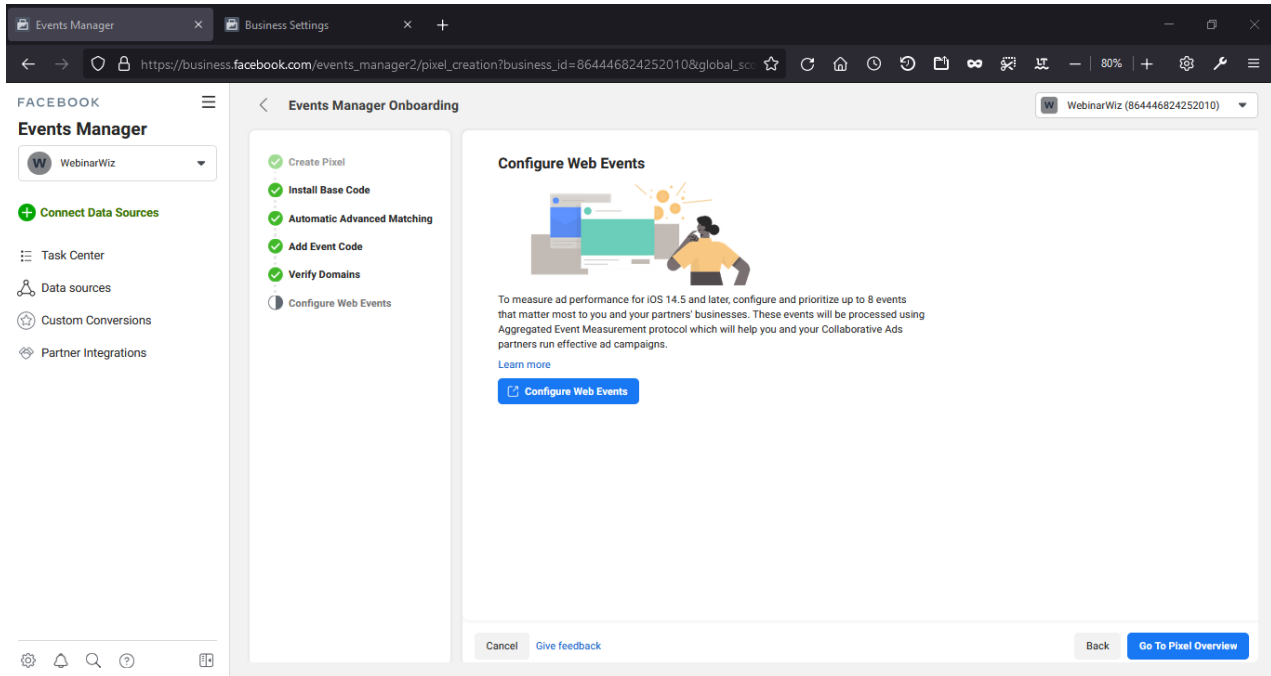 Events Manager
Business Settings
https://business.facebook.com/events_manager2/pixel_creation?business_id=864446824252010&global_sc
80%
FACEBOOK
Events Manager
W WebinarWiz
Connect Data Sources
Task Center
Data sources
Custom Conversions
Partner Integrations
Events Manager Onboarding
W WebinarWiz (864446824252010)
Create Pixel
Install Base Code
Automatic Advanced Matching
Add Event Code
Verify Domains
Configure Web Events
Configure Web Events
To measure ad performance for iOS 14.5 and later, configure and prioritize up to 8 events
that matter most to you and your partners' businesses. These events will be processed using
Aggregated Event Measurement protocol which will help you and your Collaborative Ads
partners run effective ad campaigns.
Learn more
Configure Web Events
Cancel
Give feedback
Back
Go To Pixel Overview